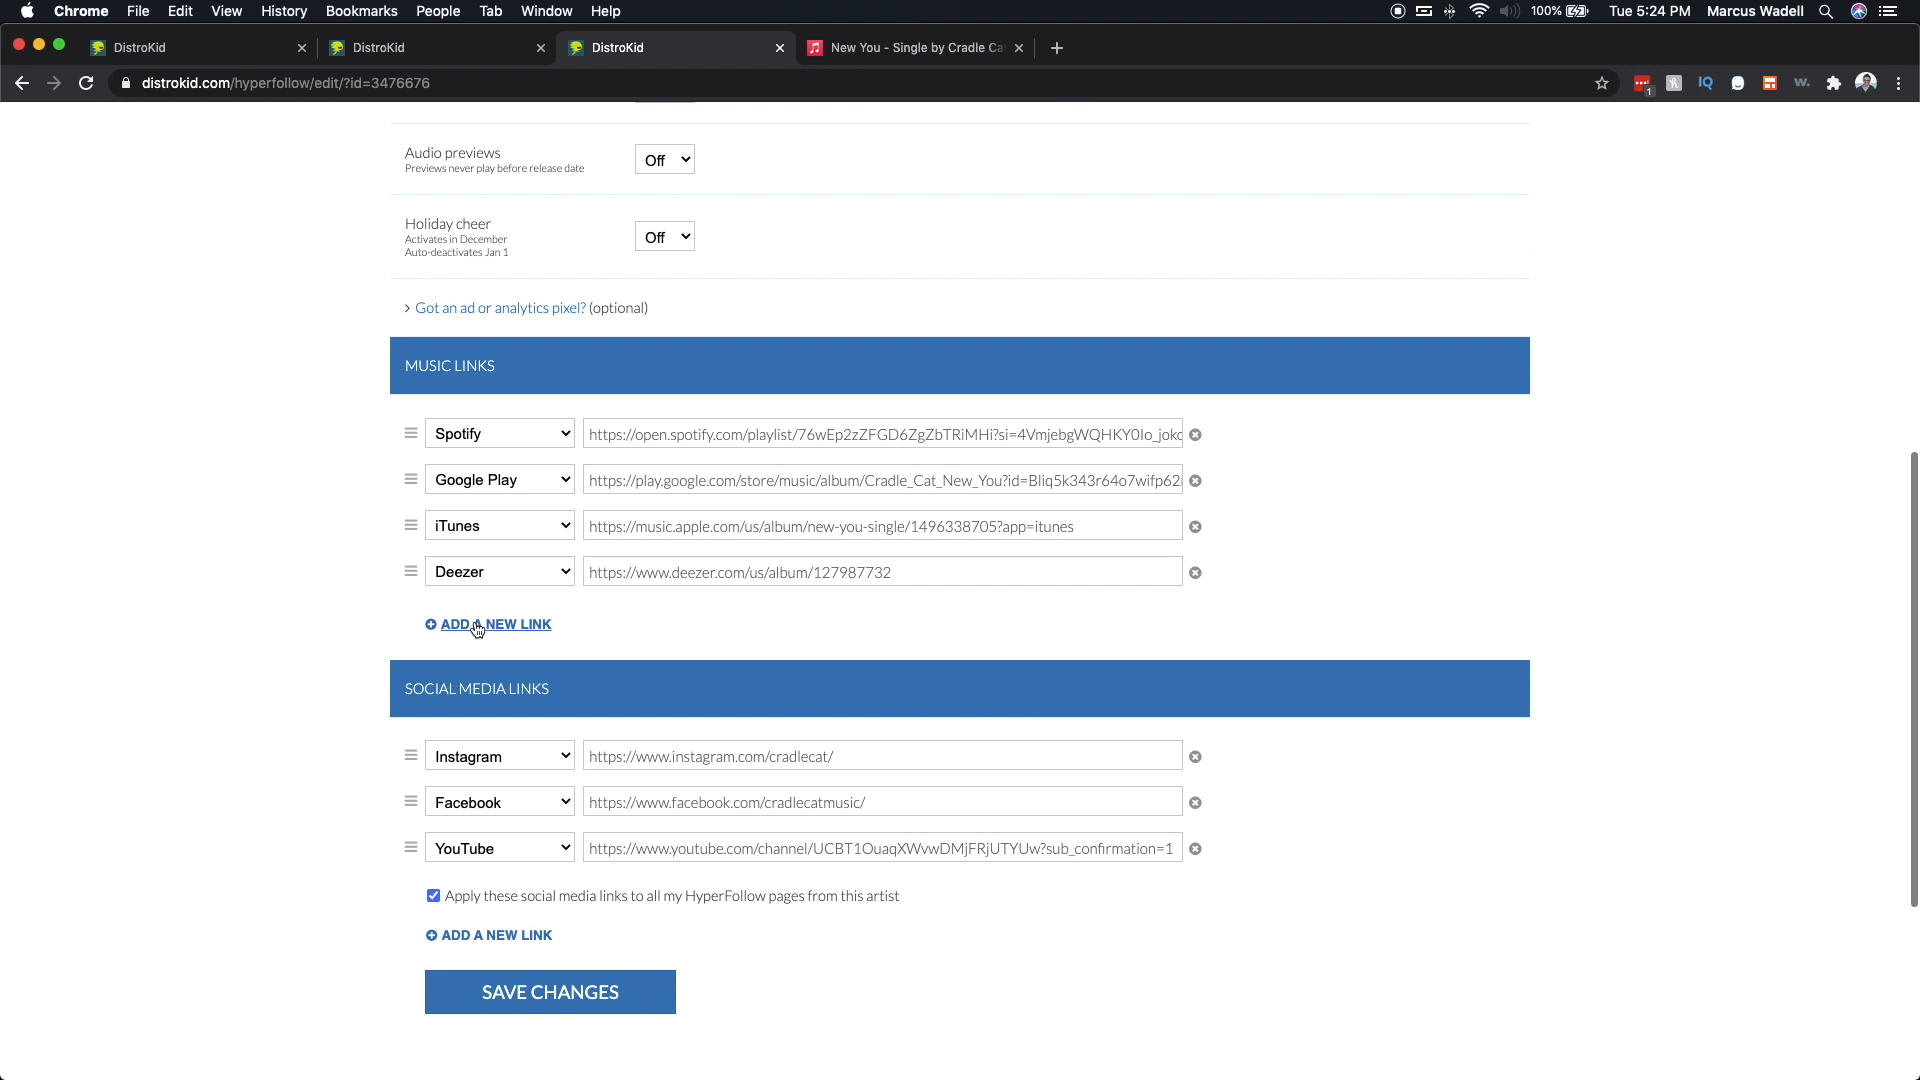 Chrome File Edit View History Bookmarks People Tab Window Help 100% Tue 5:24 PM Marcus Wadell
DistroKid DistroKid DistroKid New You - Single by Cradle Ca
distrokid.com/hyperfollow/edit/?id=3476676
1 IQ w.
Audio previews
Previews never play before release date
Off
Holiday cheer
Activates in December
Auto-deactivates Jan 1
Off
> Got an ad or analytics pixel? (optional)
MUSIC LINKS
Spotify https://open.spotify.com/playlist/76wEp2zZFGD6ZgZbTRiMHi?si=4VmjebgWQHKY0Io_jokc
Google Play https://play.google.com/store/music/album/Cradle_Cat_New_You?id=Bliq5k343r64o7wifp62
iTunes https://music.apple.com/us/album/new-you-single/1496338705?app=itunes
Deezer https://www.deezer.com/us/album/127987732
ADD A NEW LINK
SOCIAL MEDIA LINKS
Instagram https://www.instagram.com/cradlecat/
Facebook https://www.facebook.com/cradlecatmusic/
YouTube https://www.youtube.com/channel/UCBT1OuaqXWvwDMjFRjUTYUw?sub_confirmation=1
Apply these social media links to all my HyperFollow pages from this artist
ADD A NEW LINK
SAVE CHANGES